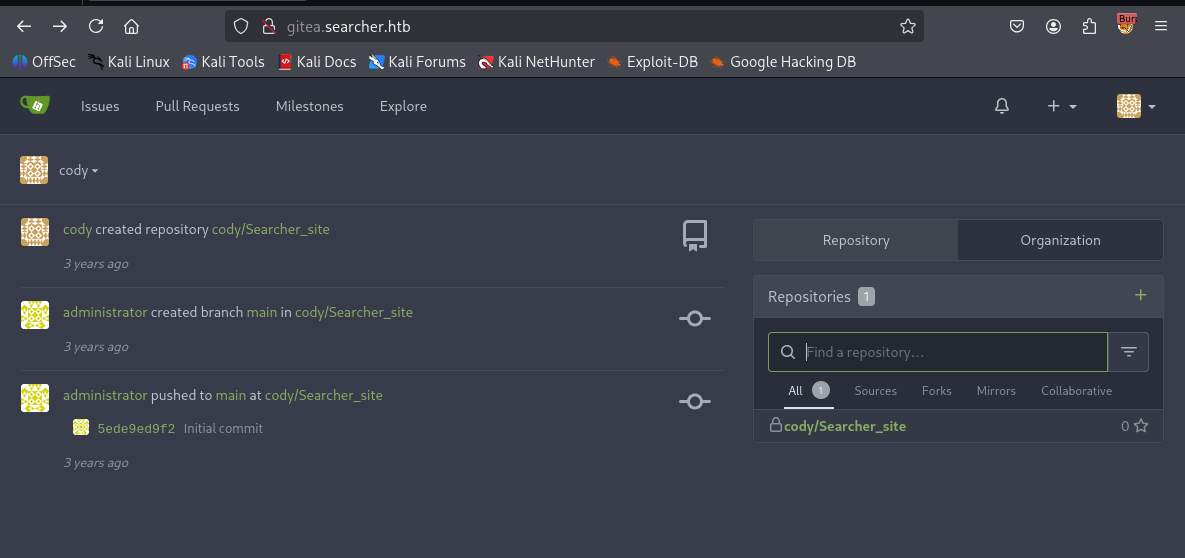 gitea.searcher.htb
OffSec Kali Linux Kali Tools Kali Docs Kali Forums Kali NetHunter Exploit-DB Google Hacking DB
Issues Pull Requests Milestones Explore
cody
cody created repository cody/Searcher_site
3 years ago
administrator created branch main in cody/Searcher_site
3 years ago
administrator pushed to main at cody/Searcher_site
5ede9ed9f2 Initial commit
3 years ago
Repository Organization
Repositories 1
Find a repository...
All 1 Sources Forks Mirrors Collaborative
cody/Searcher_site 0